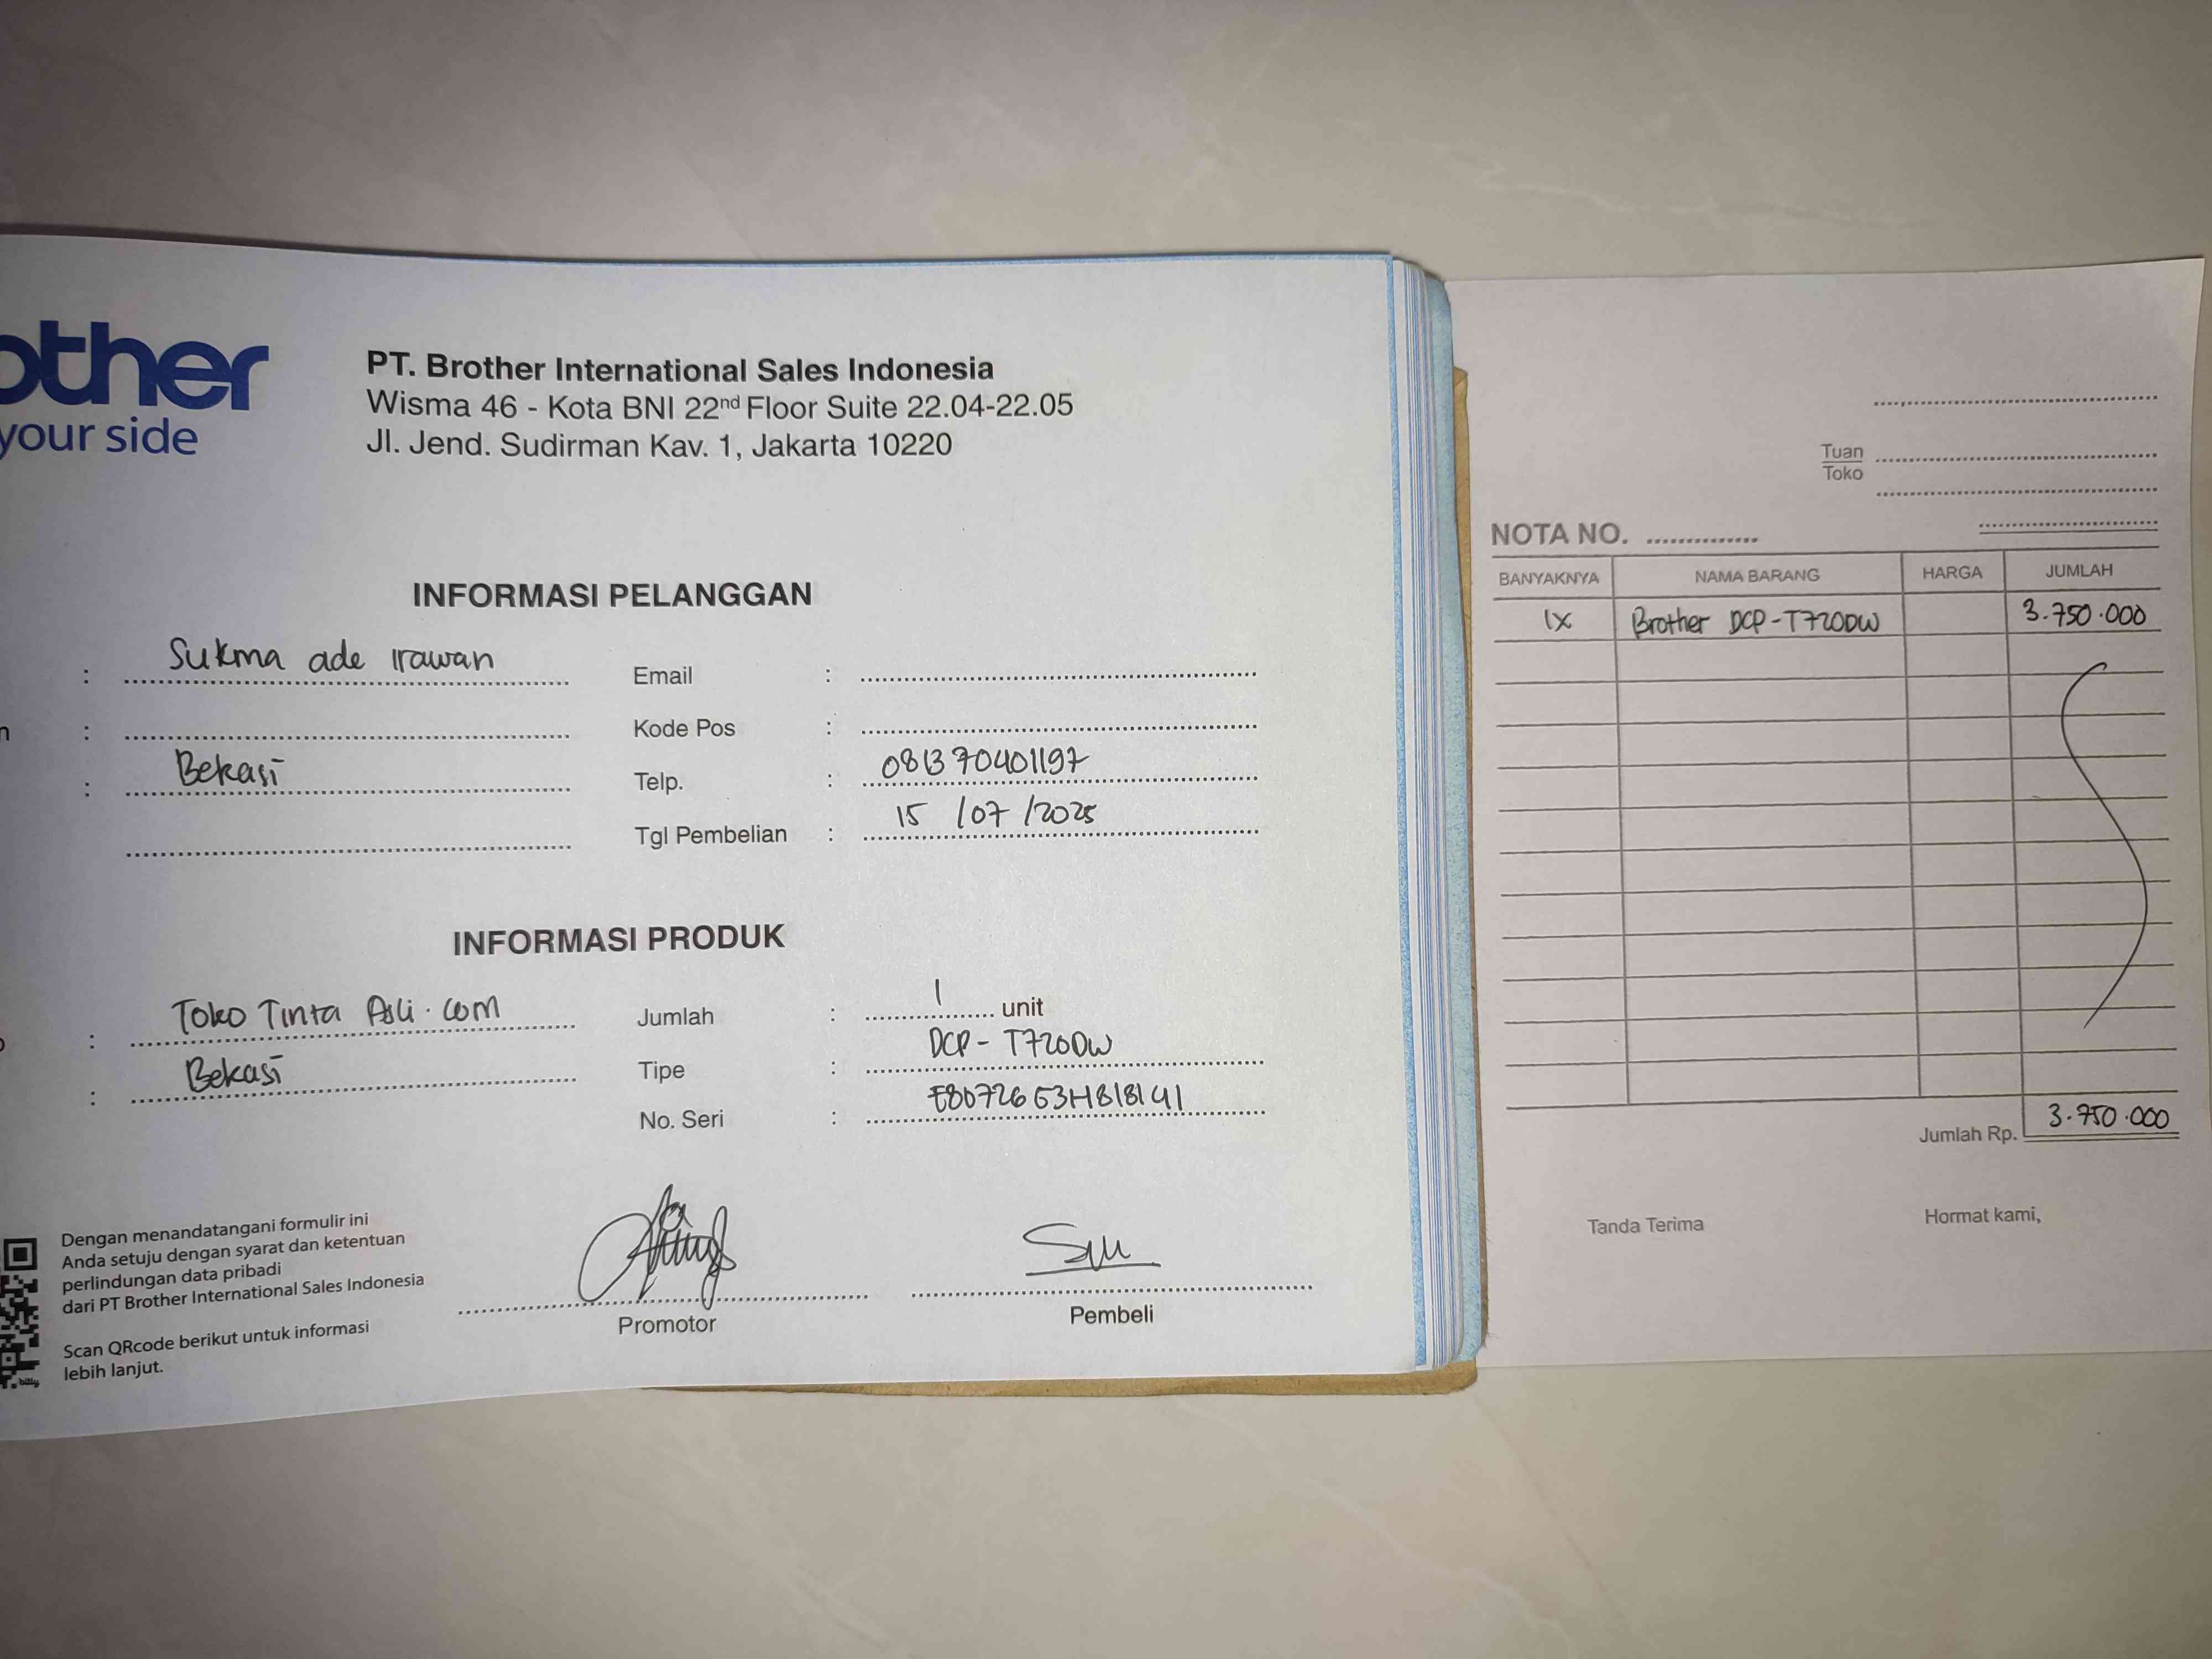 other
your side
PT. Brother International Sales Indonesia
Wisma 46 - Kota BNI 22nd Floor Suite 22.04-22.05
Jl. Jend. Sudirman Kav. 1, Jakarta 10220
INFORMASI PELANGGAN
: Sukma ade Irawan
Email :
n :
Kode Pos :
: Bekasi
Telp. : 081370401197
Tgl Pembelian : 15 /07 /2025
INFORMASI PRODUK
: Toko Tinta Asli.com
Jumlah : 1 unit
: Bekasi
Tipe : DCP-T720DW
No. Seri : E80726G3H818141
Dengan menandatangani formulir ini
Anda setuju dengan syarat dan ketentuan
perlindungan data pribadi
dari PT Brother International Sales Indonesia
Scan QRcode berikut untuk informasi
lebih lanjut.
bitly
Promotor
Pembeli
Tuan
Toko
NOTA NO.
BANYAKNYA NAMA BARANG HARGA JUMLAH
1X Brother DCP-T720DW 3.750.000
Jumlah Rp. 3.750.000
Tanda Terima Hormat kami,